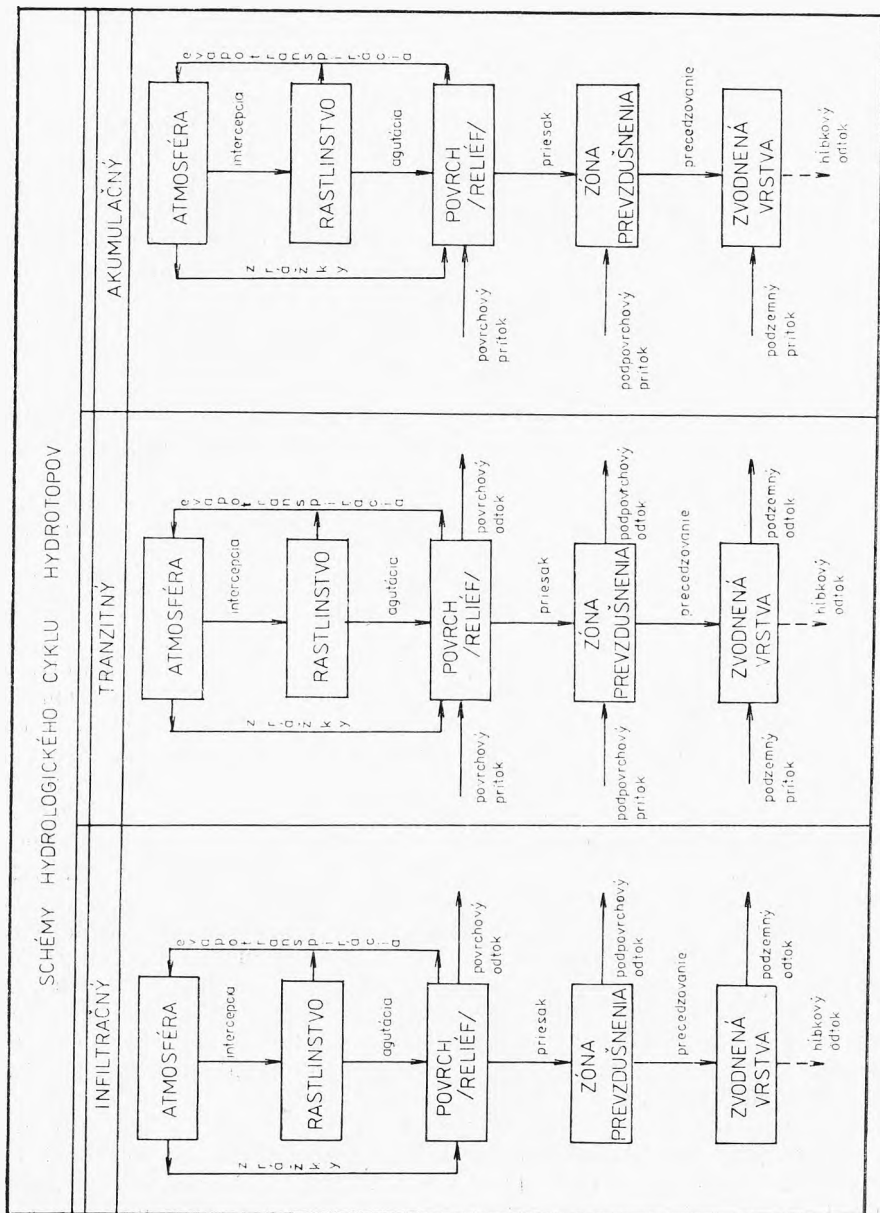 SCHÉMY HYDROLOGICKÉHO CYKLU HYDROTOPOV
INFILTRAČNÝ
ATMOSFÉRA
zrážky
intercepcia
evapotranspirácia
RASTLINSTVO
agutácia
POVRCH
/RELIÉF/
povrchový
odtok
priesak
ZÓNA
PREVZDUŠNENIA
podpovrchový
odtok
precedzovanie
ZVODNENÁ
VRSTVA
podzemný
odtok
hĺbkový
odtok
TRANZITNÝ
ATMOSFÉRA
zrážky
intercepcia
evapotranspirácia
RASTLINSTVO
agutácia
POVRCH
/RELIÉF/
povrchový
prítok
povrchový
odtok
priesak
ZÓNA
PREVZDUŠNENIA
podpovrchový
prítok
podpovrchový
odtok
precedzovanie
ZVODNENÁ
VRSTVA
podzemný
prítok
podzemný
odtok
hĺbkový
odtok
AKUMULAČNÝ
ATMOSFÉRA
zrážky
intercepcia
evapotranspirácia
RASTLINSTVO
agutácia
POVRCH
/RELIÉF/
povrchový
prítok
priesak
ZÓNA
PREVZDUŠNENIA
podpovrchový
prítok
precedzovanie
ZVODNENÁ
VRSTVA
podzemný
prítok
hĺbkový
odtok